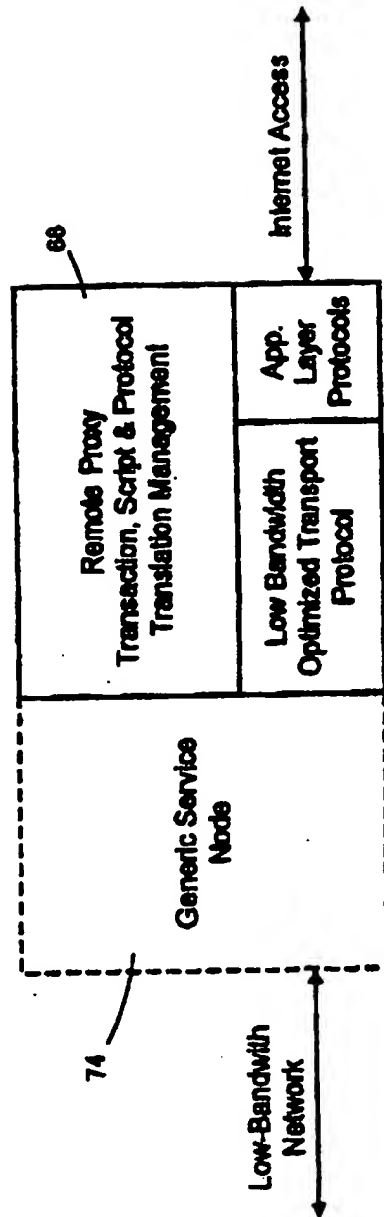 74
Generic Service
Node
68
Remote Proxy
Transaction, Script & Protocol
Translation Management
Low Bandwidth
Optimized Transport
Protocol
App.
Layer
Protocols
Low-Bandwith
Network
Internet Access